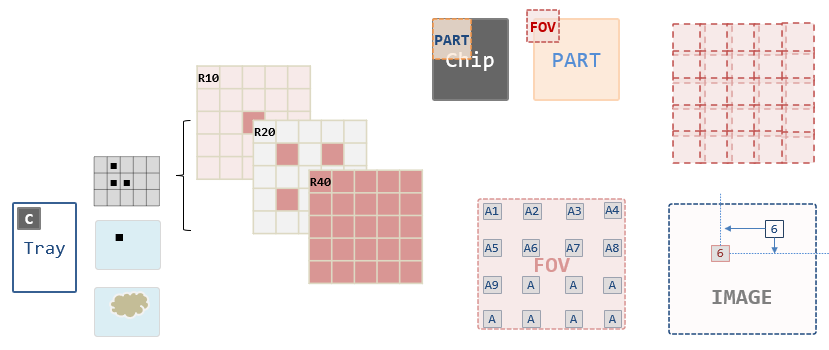 C
Tray
R10
R20
R40
PART
Chip
FOV
PART
A1 A2 A3 A4
A5 A6 A7 A8
FOV
A9 A A A
A A A A
6
6
IMAGE